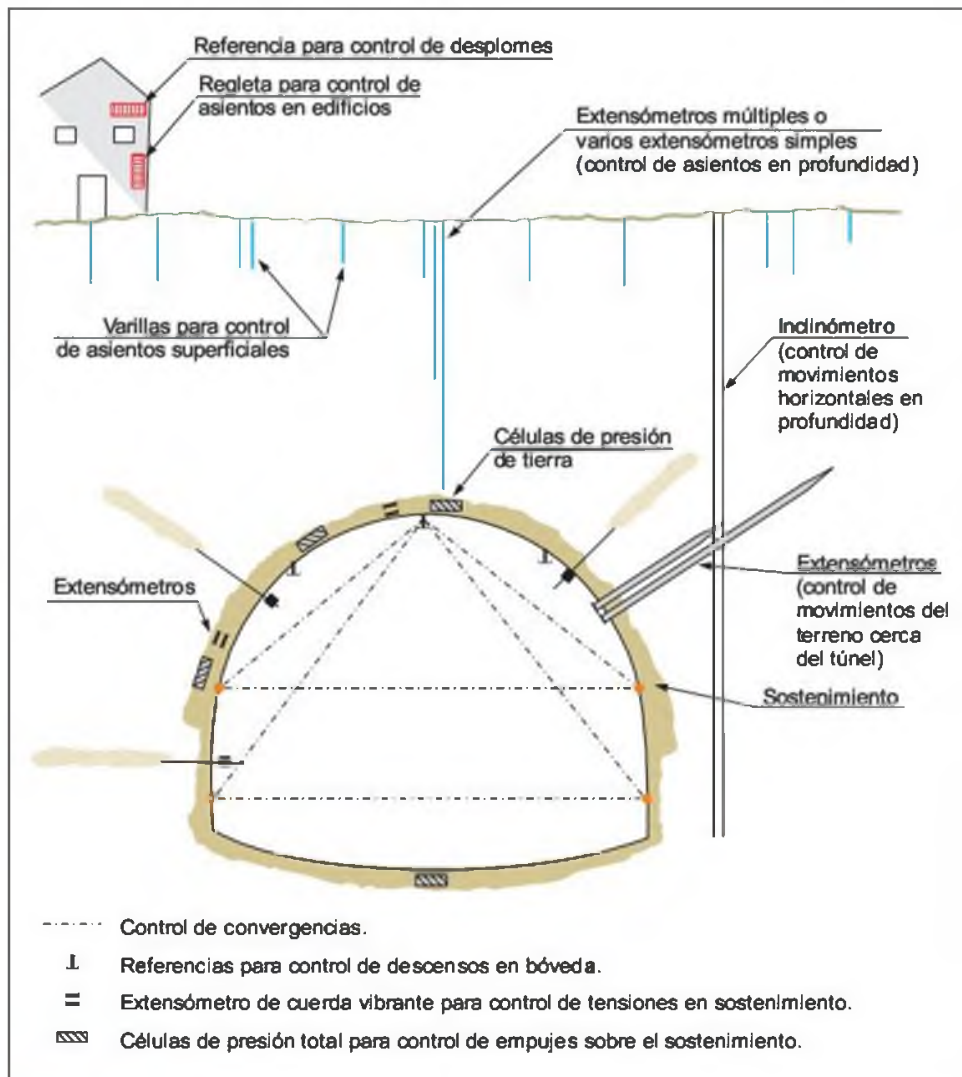 Referencia para control de desplomes
Regleta para control de
asientos en edificios
Extensómetros múltiples o
varios extensómetros simples
(control de asientos en profundidad)
Varillas para control
de asientos superficiales
Inclinómetro
(control de
movimientos
horizontales en
profundidad)
Células de presión
de tierra
Extensómetros
Extensómetros
(control de
movimientos del
terreno cerca
del túnel)
Sostenimiento
Control de convergencias.
Referencias para control de descensos en bóveda.
Extensómetro de cuerda vibrante para control de tensiones en sostenimiento.
Células de presión total para control de empujes sobre el sostenimiento.